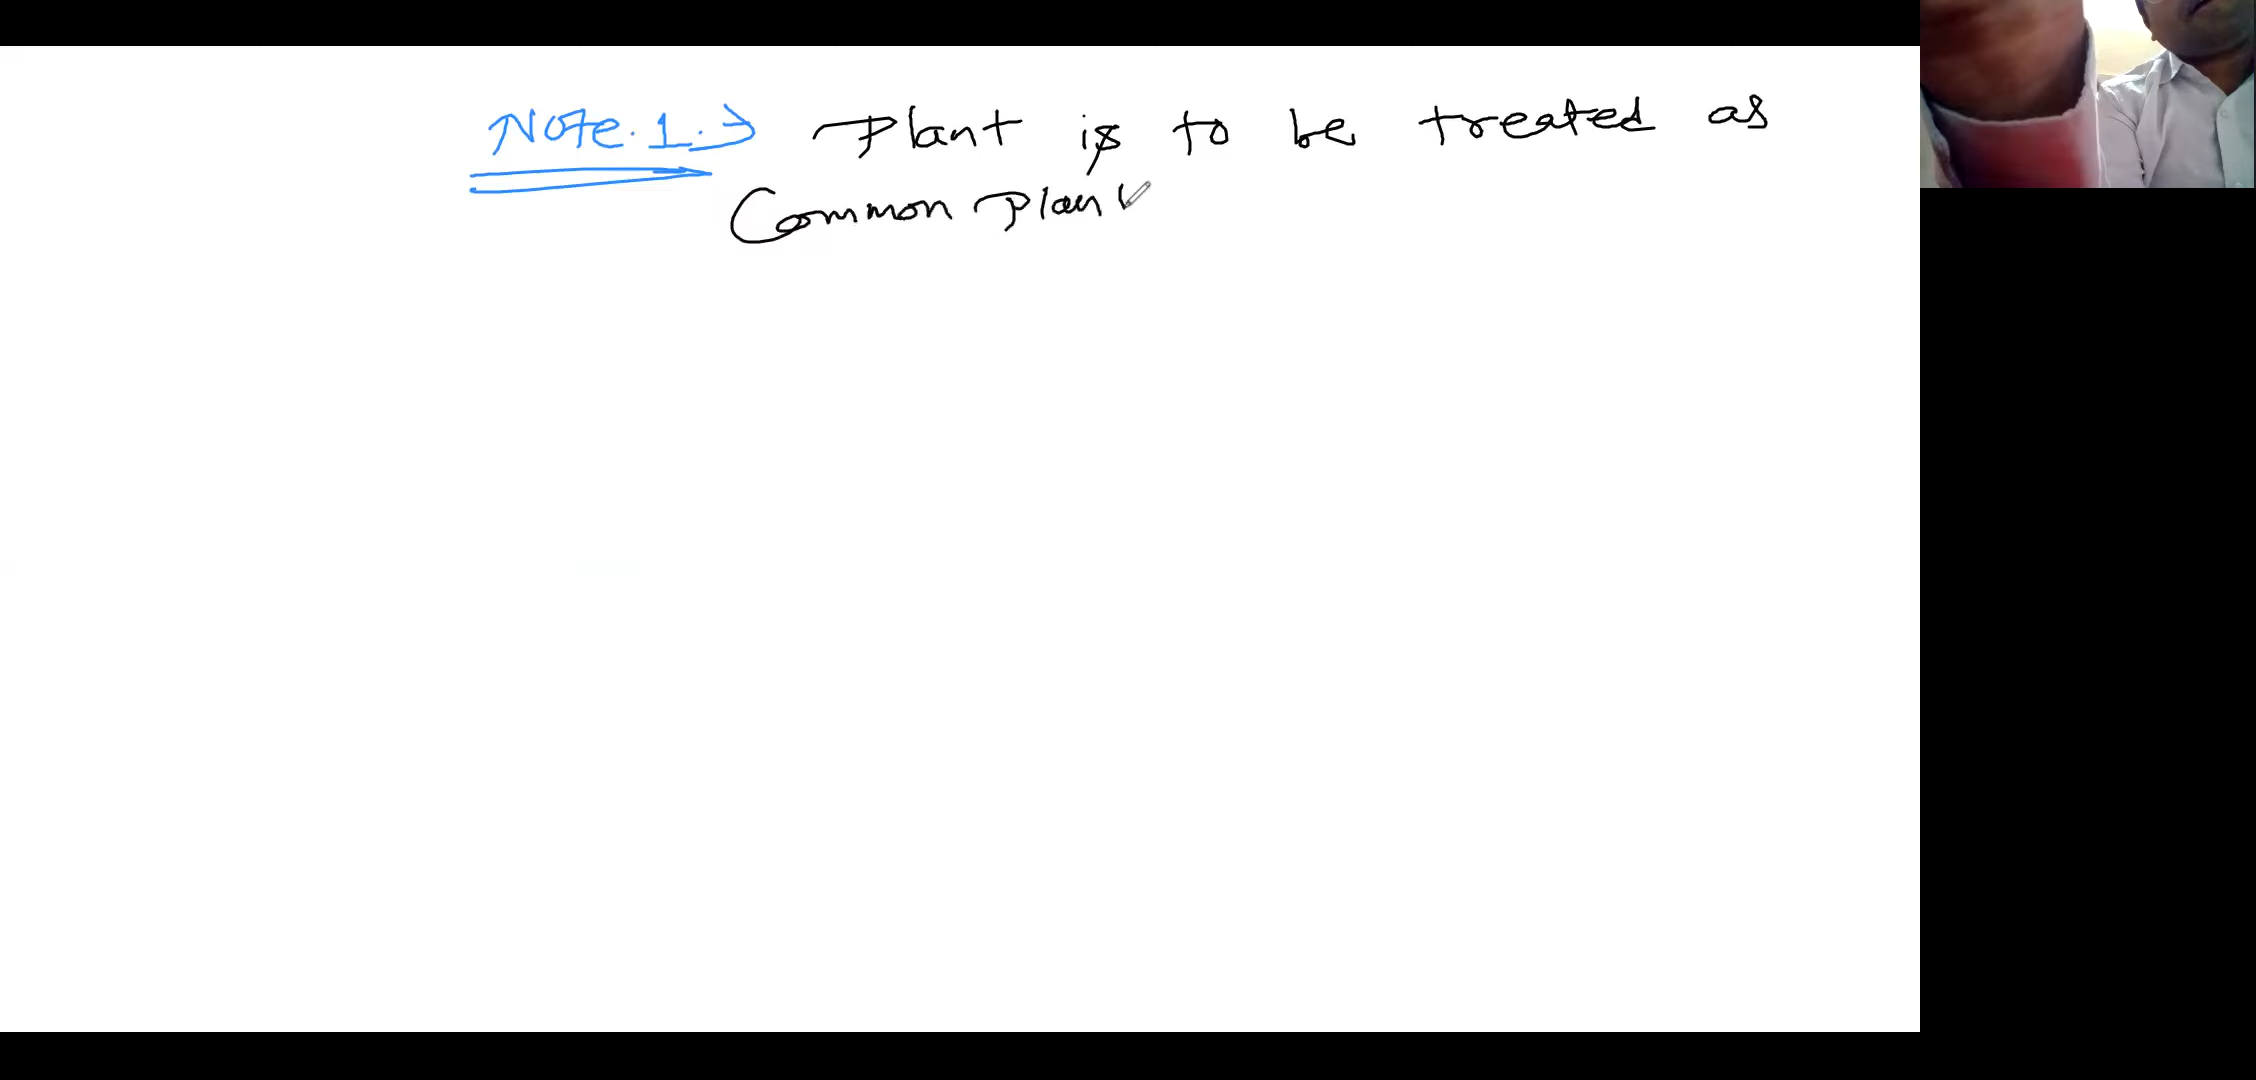 Note.1.→ Plant is to be treated as
Common Plant